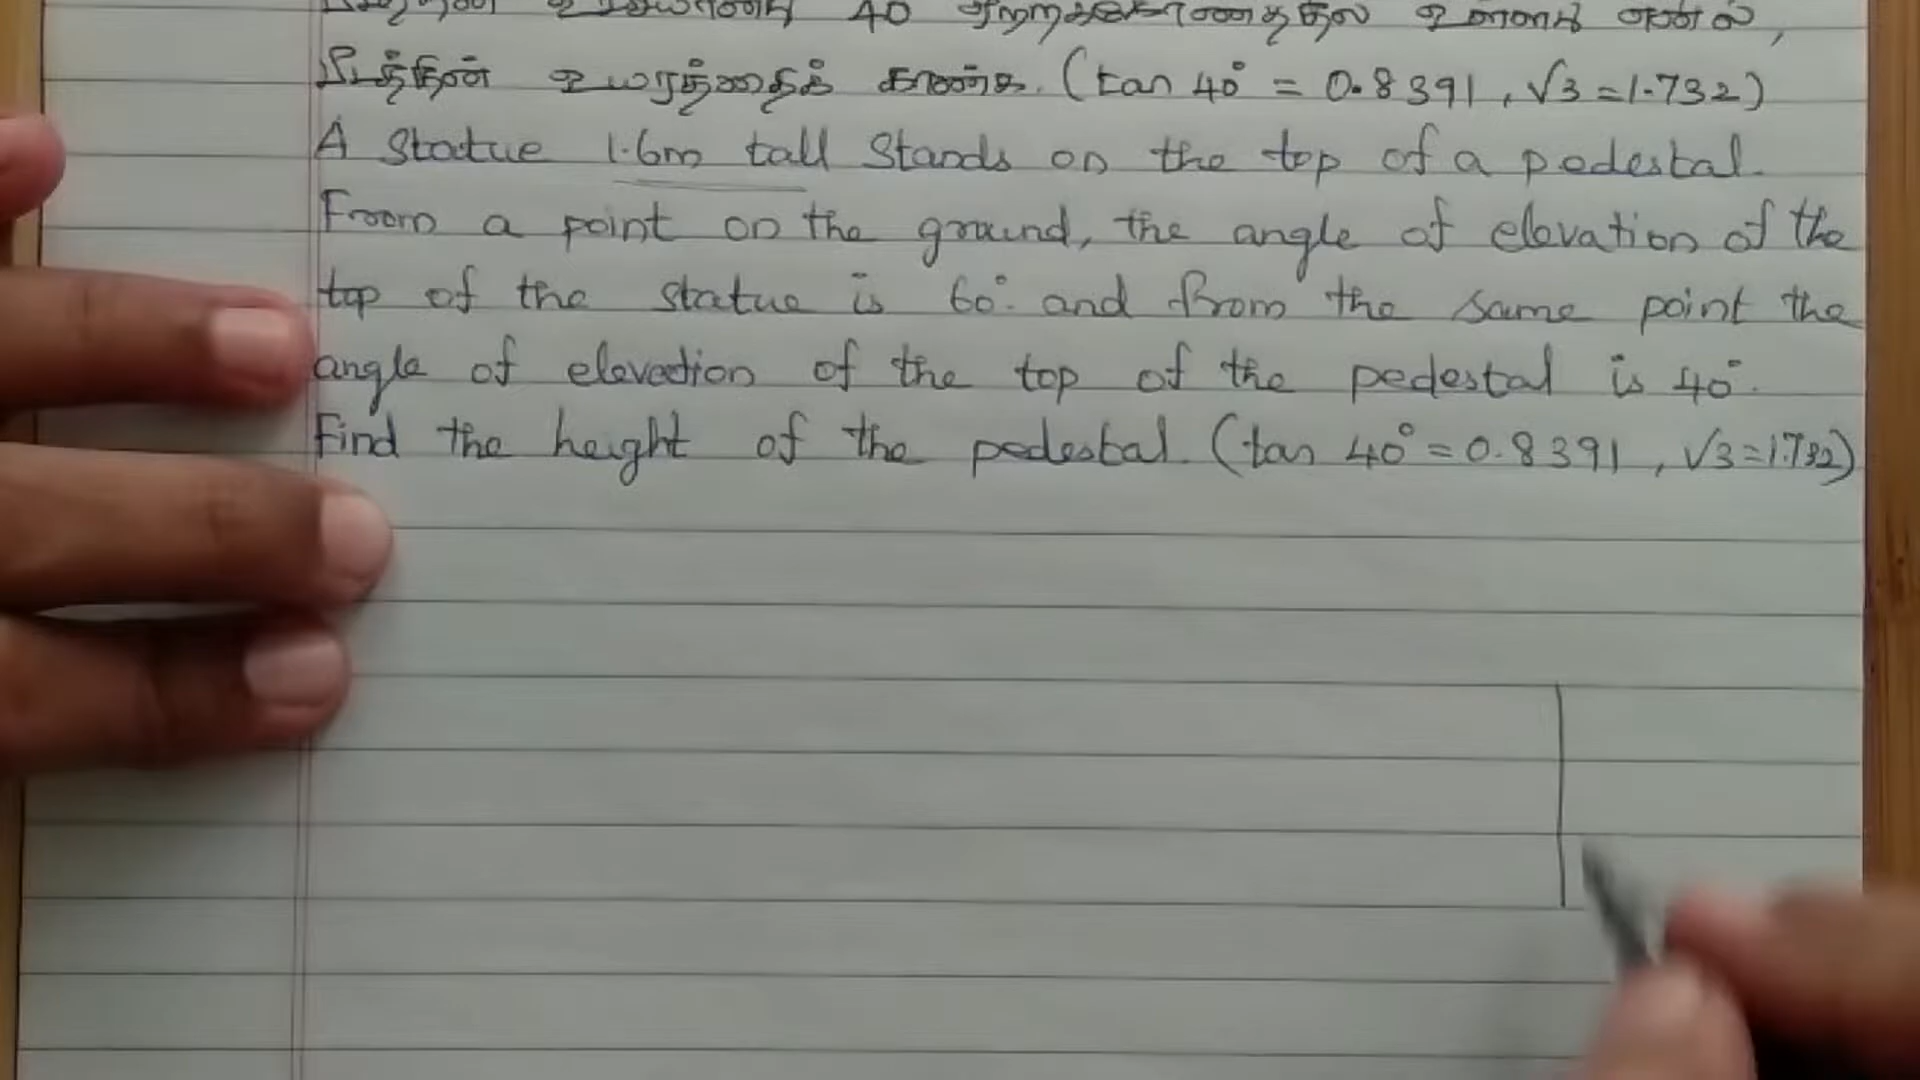 40
பீடத்தின் உயரத்தைக் காண்க. (tan 40° = 0.8391, √3 = 1.732)
A Statue 1.6m tall Stands on the top of a pedestal.
From a point on the ground, the angle of elevation of the
top of the statue is 60°. and from the same point the
angle of elevation of the top of the pedestal is 40°.
Find the height of the pedestal. (tan 40° = 0.8391, √3 = 1.732)